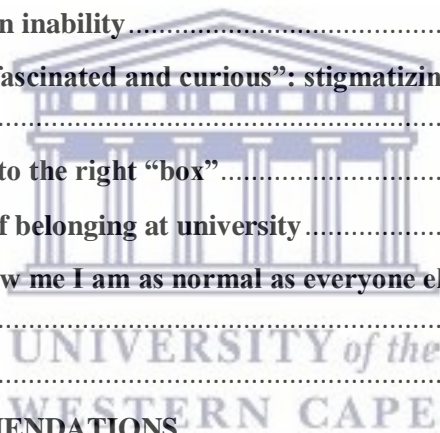 n inability..............................................
fascinated and curious”: stigmatizin
..............................................
to the right “box”..............................................
f belonging at university..............................................
w me I am as normal as everyone el
..............................................
UNIVERSITY of the
..............................................
WESTERN CAPE
MENDATIONS